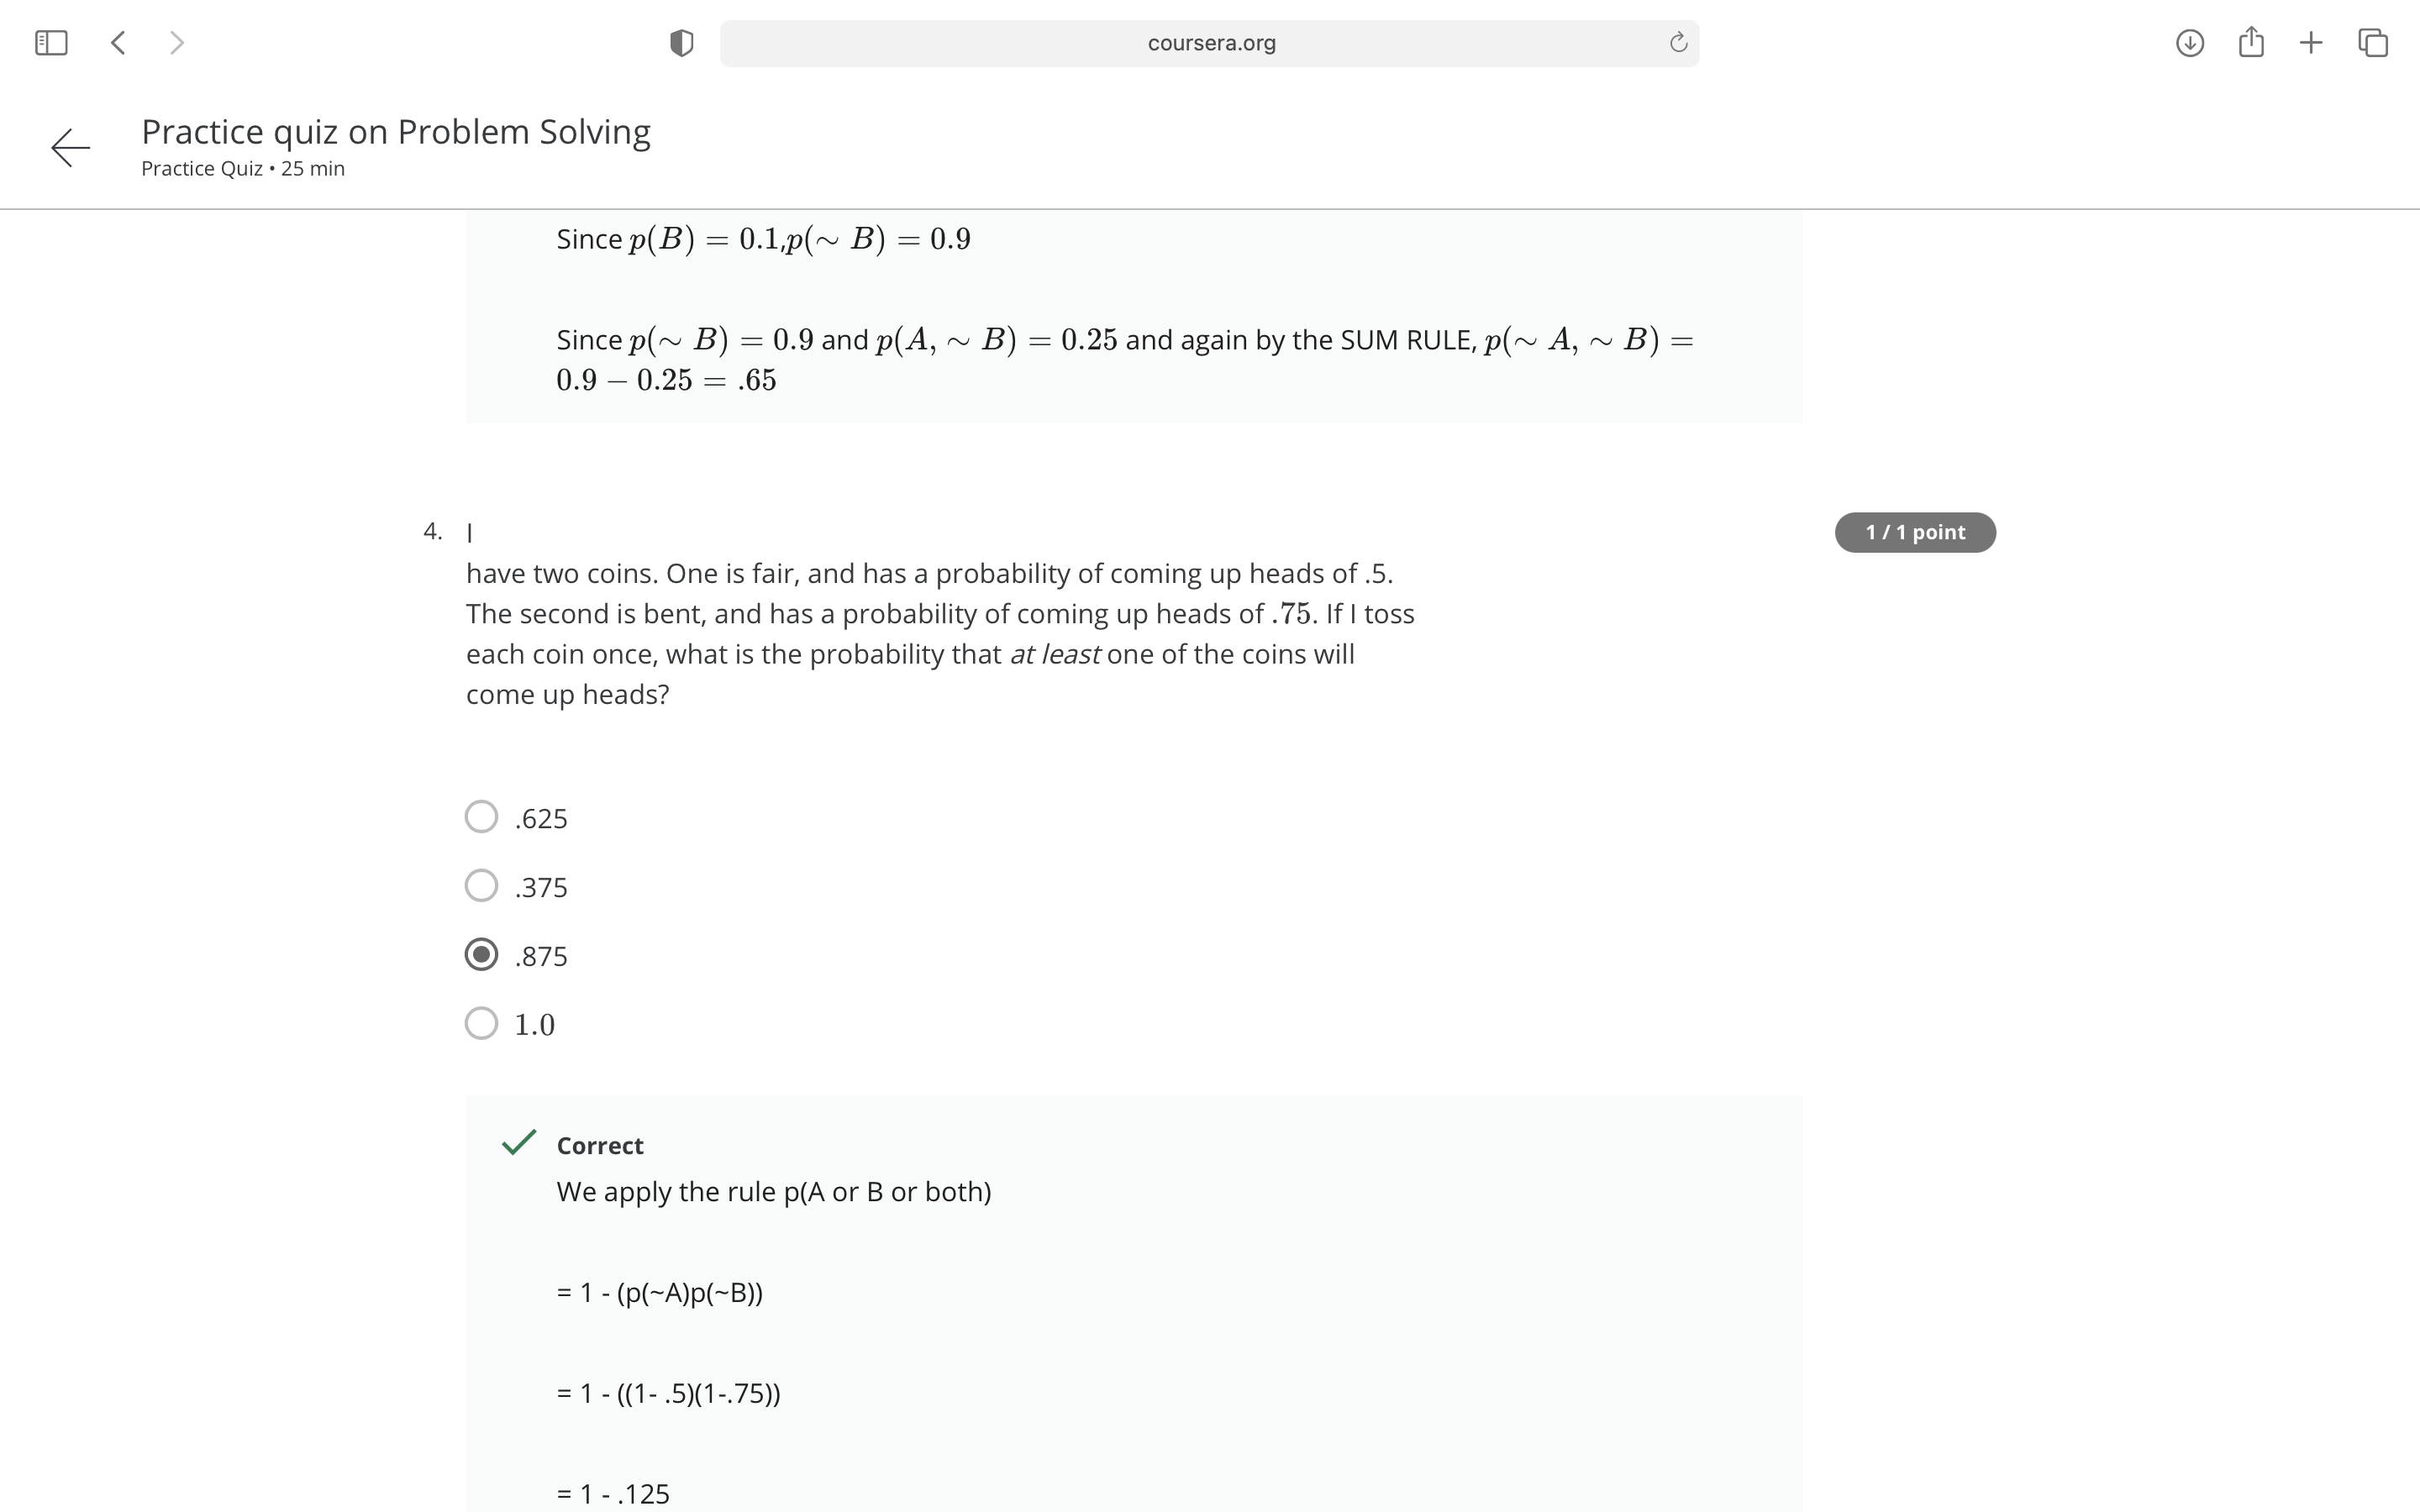 coursera.org
Practice quiz on Problem Solving
Practice Quiz • 25 min
Since p(B) = 0.1,p(∼ B) = 0.9
Since p(∼ B) = 0.9 and p(A, ∼ B) = 0.25 and again by the SUM RULE, p(∼ A, ∼ B) =
0.9 − 0.25 = .65
4. I
1 / 1 point
have two coins. One is fair, and has a probability of coming up heads of .5.
The second is bent, and has a probability of coming up heads of .75. If I toss
each coin once, what is the probability that at least one of the coins will
come up heads?
.625
.375
.875
1.0
Correct
We apply the rule p(A or B or both)
= 1 - (p(~A)p(~B))
= 1 - ((1- .5)(1-.75))
= 1 - .125